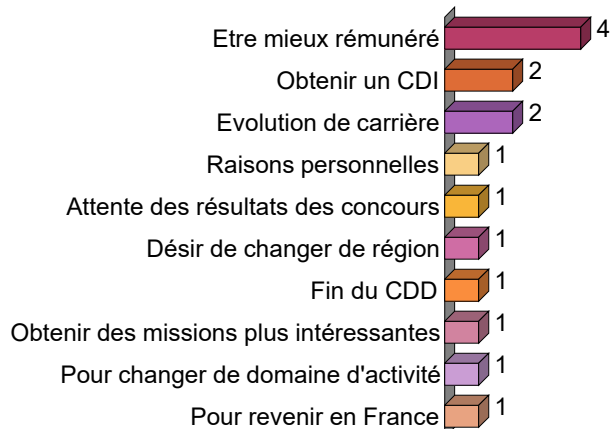 Etre mieux rémunéré 4
Obtenir un CDI 2
Evolution de carrière 2
Raisons personnelles 1
Attente des résultats des concours 1
Désir de changer de région 1
Fin du CDD 1
Obtenir des missions plus intéressantes 1
Pour changer de domaine d'activité 1
Pour revenir en France 1